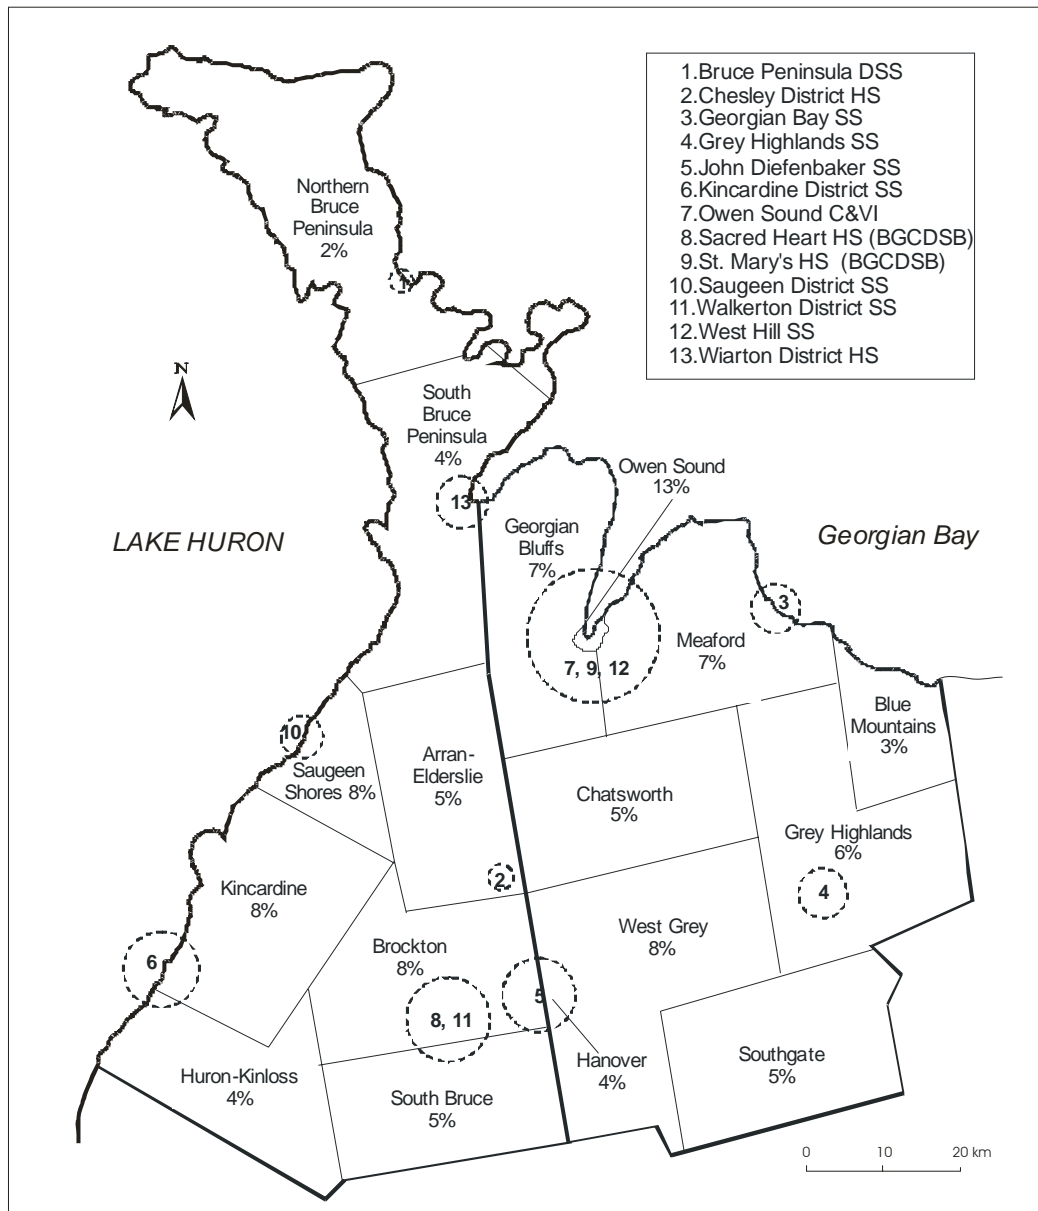 1.Bruce Peninsula DSS
2.Chesley District HS
3.Georgian Bay SS
4.Grey Highlands SS
5.John Diefenbaker SS
6.Kincardine District SS
7.Owen Sound C&VI
8.Sacred Heart HS (BGCDSB)
9.St. Mary's HS (BGCDSB)
10.Saugeen District SS
11.Walkerton District SS
12.West Hill SS
13.Wiarton District HS
Northern
Bruce
Peninsula
2%
1
N
South
Bruce
Peninsula
4%
13
Owen Sound
13%
LAKE HURON
Georgian
Bluffs
7%
Georgian Bay
3
Meaford
7%
7, 9, 12
Blue
Mountains
3%
10
Saugeen
Shores 8%
Arran-
Elderslie
5%
Chatsworth
5%
Grey Highlands
6%
2
4
Kincardine
8%
West Grey
8%
6
Brockton
8%
8, 11
5
Hanover
4%
Southgate
5%
Huron-Kinloss
4%
South Bruce
5%
0 10 20 km